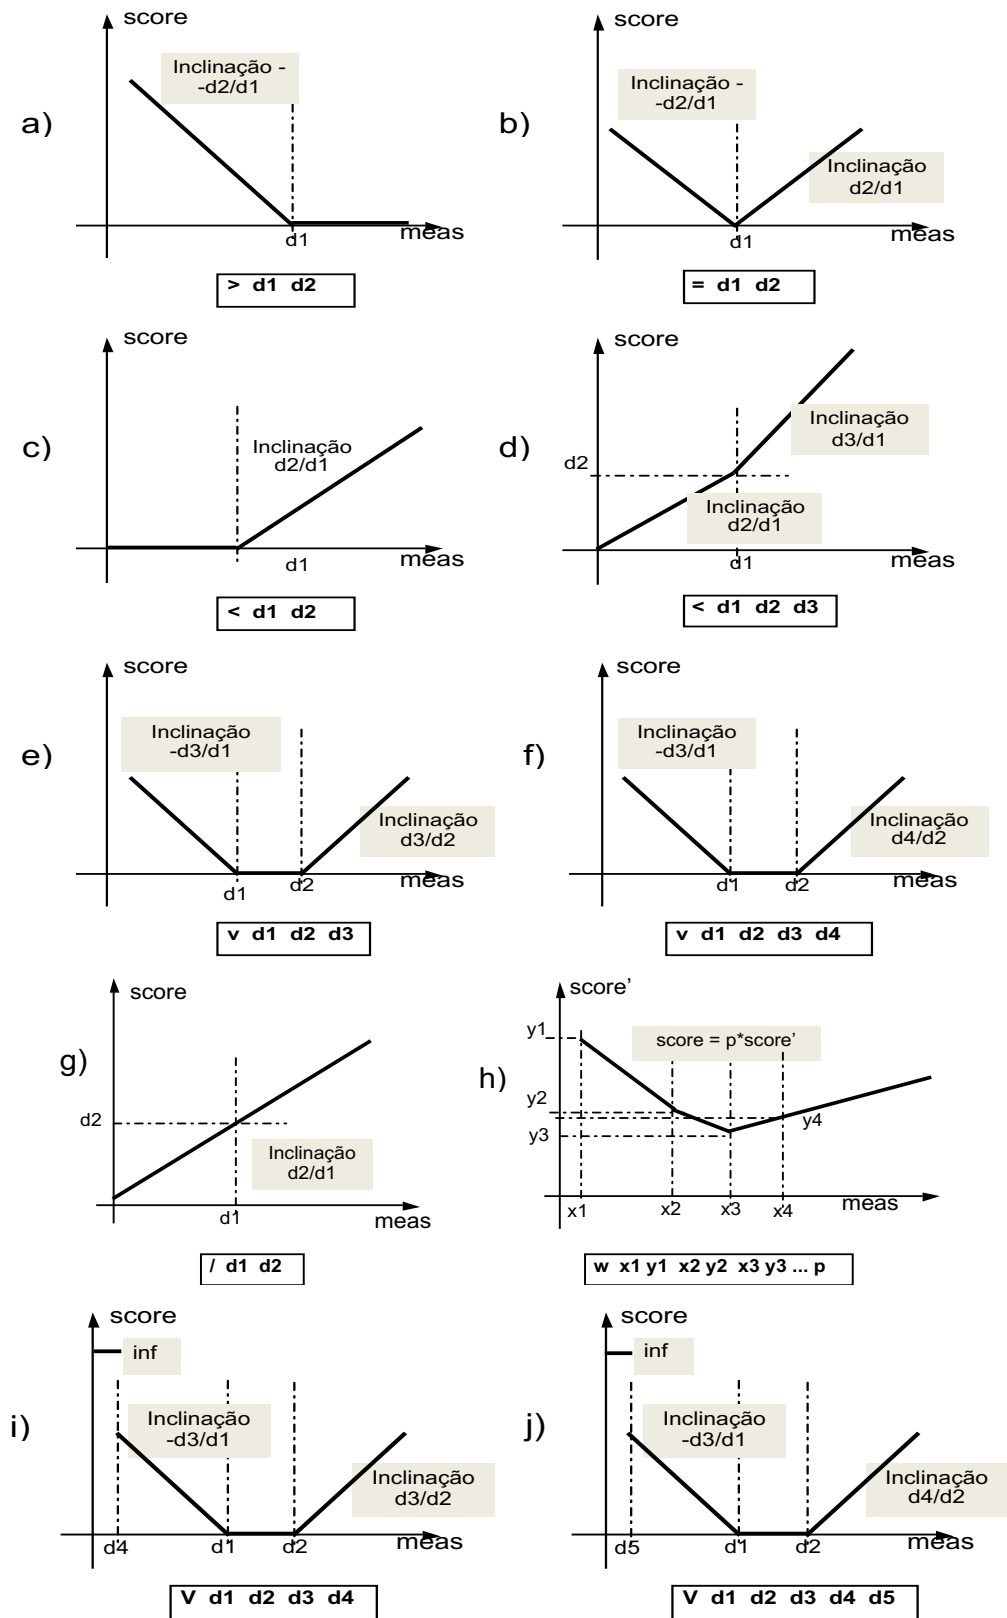 score
Inclinação -
-d2/d1
a)
d1
meas
> d1 d2
score
Inclinação -
-d2/d1
b)
Inclinação
d2/d1
d1
meas
= d1 d2
score
c)
Inclinação
d2/d1
d1
meas
< d1 d2
score
Inclinação
d3/d1
d)
d2
Inclinação
d2/d1
d1
meas
< d1 d2 d3
score
Inclinação
-d3/d1
e)
Inclinação
d3/d2
d1
d2
meas
v d1 d2 d3
score
Inclinação
-d3/d1
f)
Inclinação
d4/d2
d1
d2
meas
v d1 d2 d3 d4
score
g)
d2
Inclinação
d2/d1
d1
meas
/ d1 d2
score'
y1
score = p*score'
h)
y2
y4
y3
x1
x2
x3
x4
meas
w x1 y1 x2 y2 x3 y3 ... p
score
inf
i)
Inclinação
-d3/d1
Inclinação
d3/d2
d4
d1
d2
meas
V d1 d2 d3 d4
score
inf
j)
Inclinação
-d3/d1
Inclinação
d4/d2
d5
d1
d2
meas
V d1 d2 d3 d4 d5